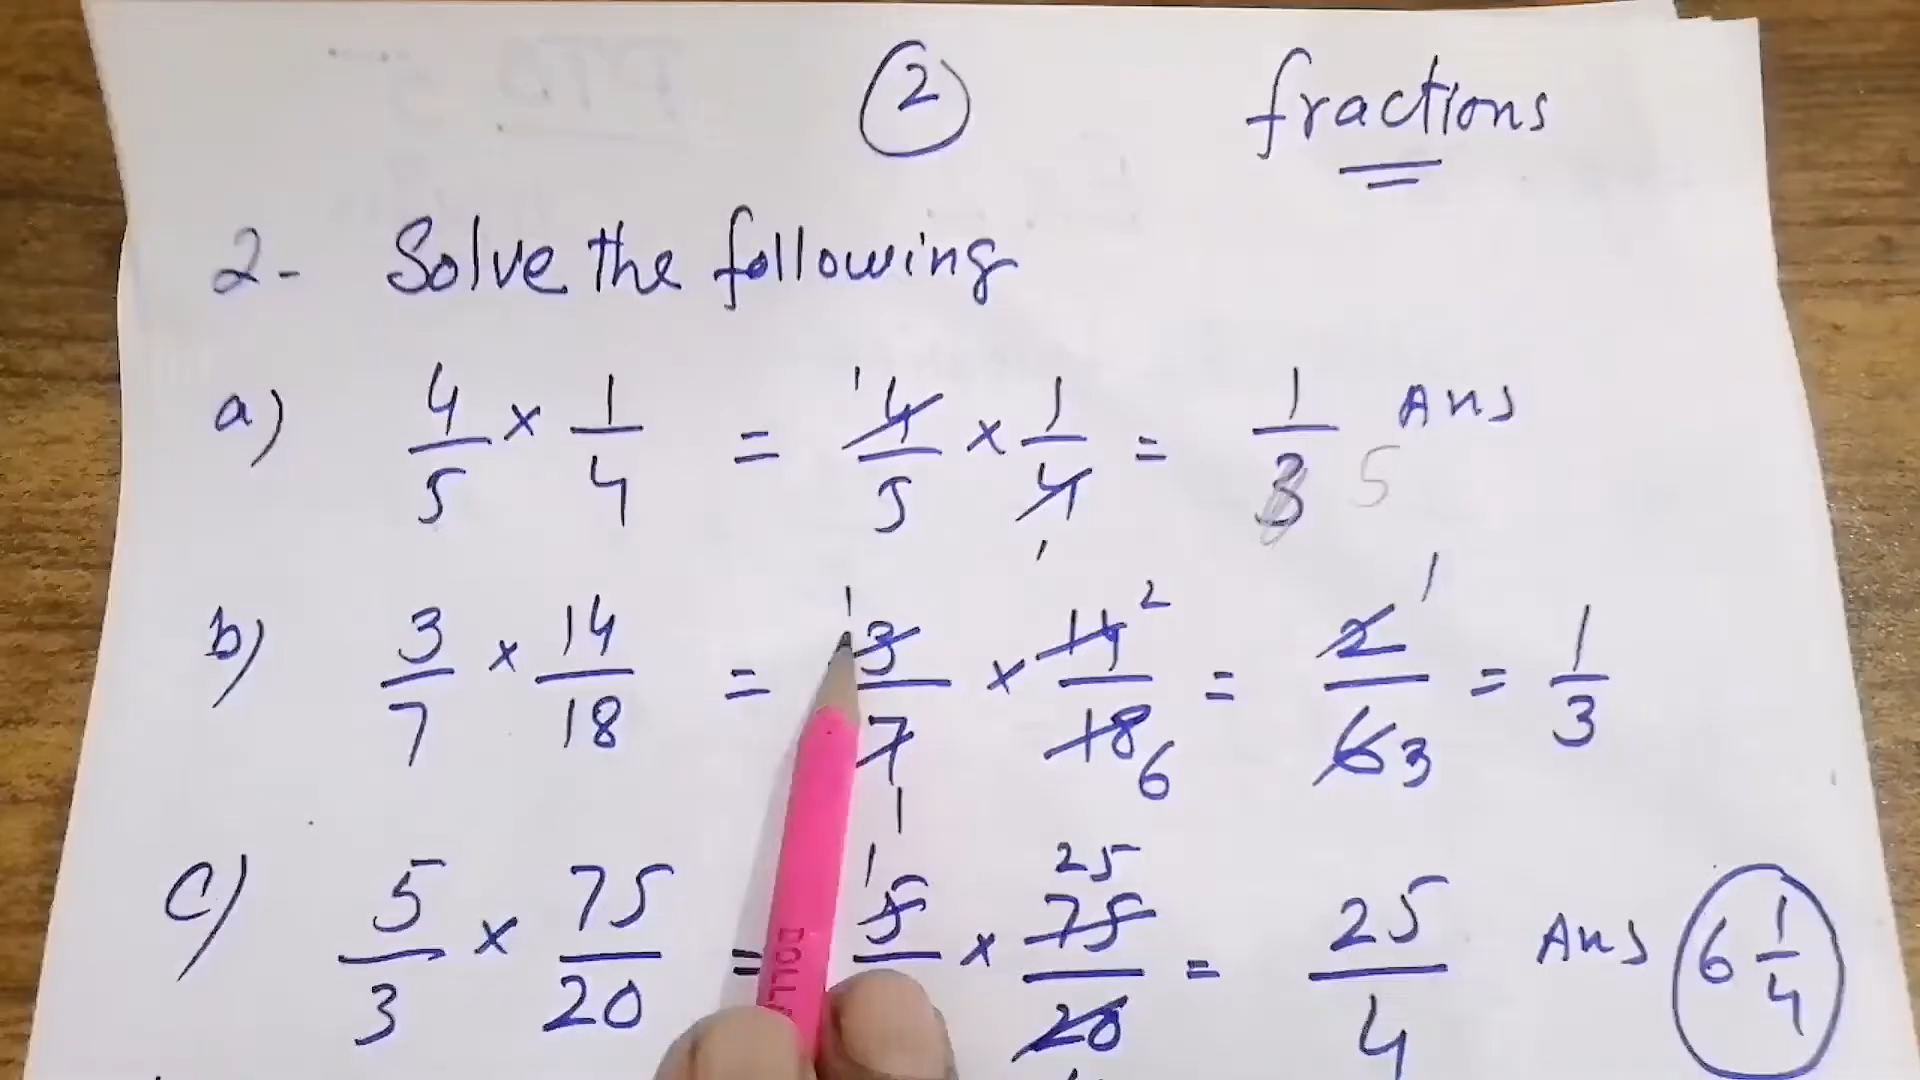 ② fractions
2- Solve the following
a) 4/5 × 1/4 = 4/5 × 1/4 = 1/3 5 Ans
b) 3/7 × 14/18 = 1 3/7 1 × 14 2/18 6 = 2 1/6 3 = 1/3
c) 5/3 × 75/20 = 1 5/ × 25 75/20 = 25/4 Ans 6 1/4
DOLL